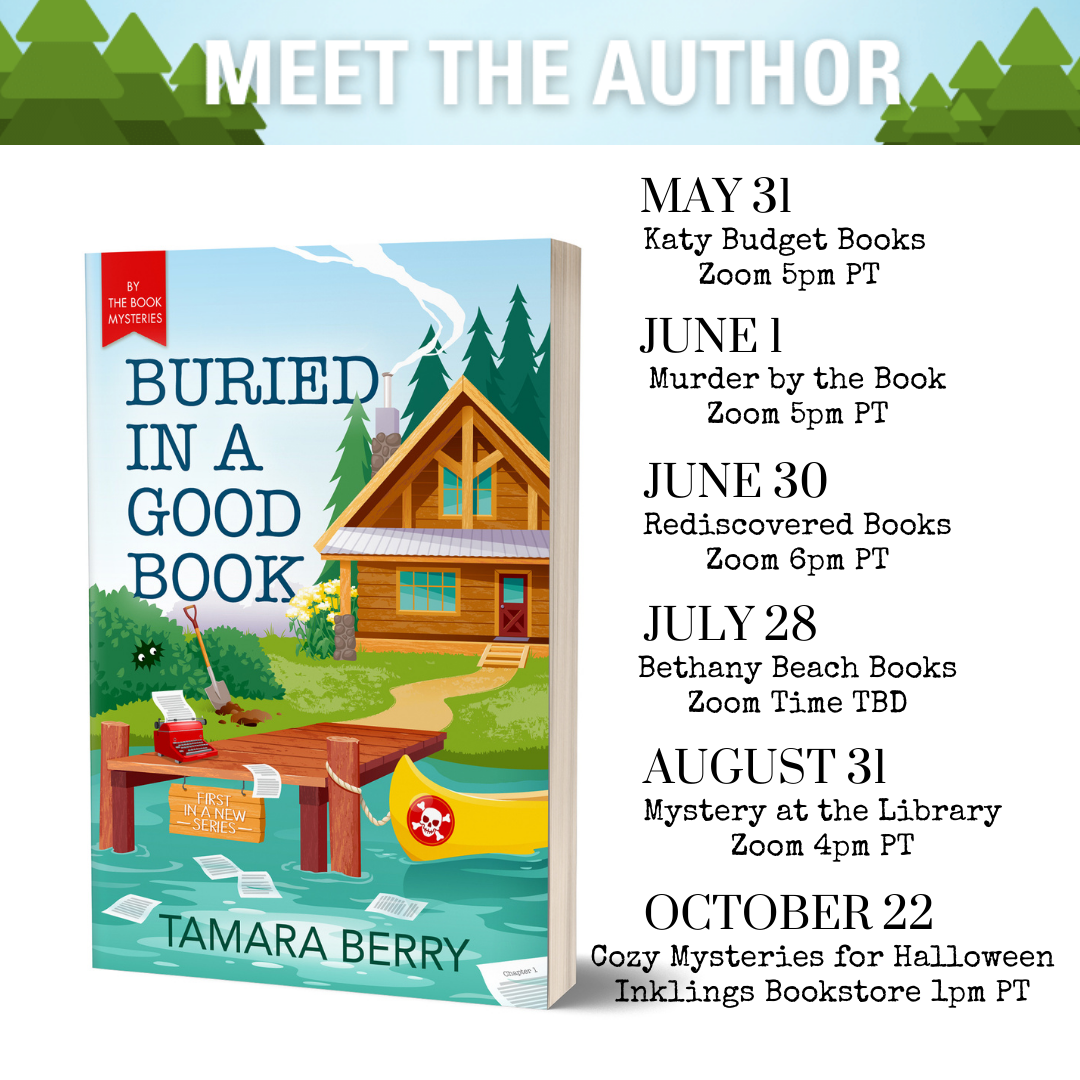 MEET THE AUTHOR
BY
THE BOOK
MYSTERIES
BURIED
IN A
GOOD
BOOK
FIRST
IN A NEW
SERIES
TAMARA BERRY
Chapter 1
MAY 31
Katy Budget Books
Zoom 5pm PT
JUNE 1
Murder by the Book
Zoom 5pm PT
JUNE 30
Rediscovered Books
Zoom 6pm PT
JULY 28
Bethany Beach Books
Zoom Time TBD
AUGUST 31
Mystery at the Library
Zoom 4pm PT
OCTOBER 22
Cozy Mysteries for Halloween
Inklings Bookstore 1pm PT